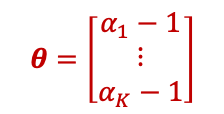 θ = [α₁ − 1
⋮
α_K − 1]